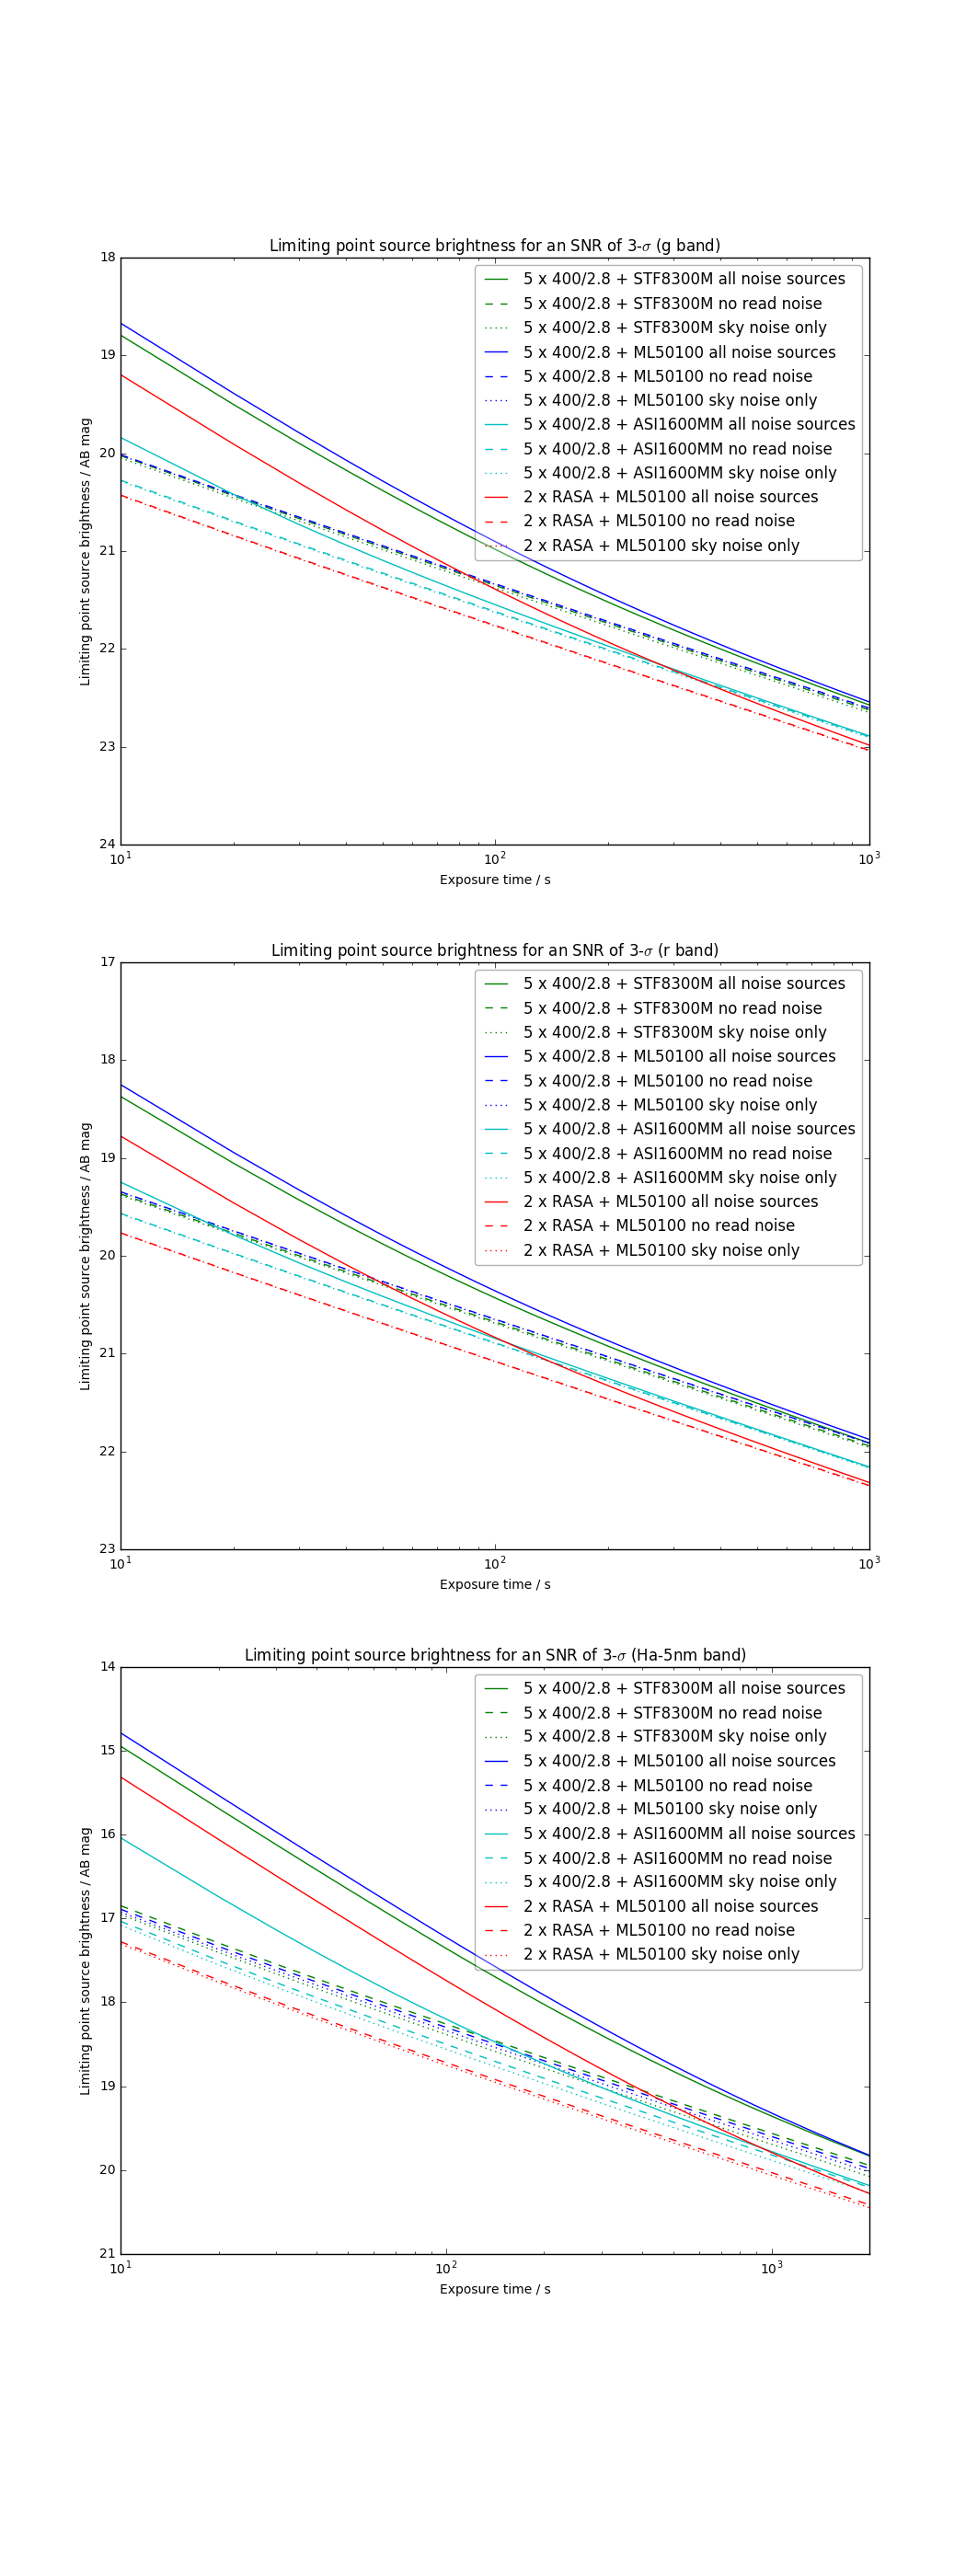 Limiting point source brightness for an SNR of 3-σ (g band)
18
19
20
21
22
23
24
Limiting point source brightness / AB mag
5 x 400/2.8 + STF8300M all noise sources
5 x 400/2.8 + STF8300M no read noise
5 x 400/2.8 + STF8300M sky noise only
5 x 400/2.8 + ML50100 all noise sources
5 x 400/2.8 + ML50100 no read noise
5 x 400/2.8 + ML50100 sky noise only
5 x 400/2.8 + ASI1600MM all noise sources
5 x 400/2.8 + ASI1600MM no read noise
5 x 400/2.8 + ASI1600MM sky noise only
2 x RASA + ML50100 all noise sources
2 x RASA + ML50100 no read noise
2 x RASA + ML50100 sky noise only
10¹ 10² 10³
Exposure time / s
Limiting point source brightness for an SNR of 3-σ (r band)
17
18
19
20
21
22
23
Limiting point source brightness / AB mag
5 x 400/2.8 + STF8300M all noise sources
5 x 400/2.8 + STF8300M no read noise
5 x 400/2.8 + STF8300M sky noise only
5 x 400/2.8 + ML50100 all noise sources
5 x 400/2.8 + ML50100 no read noise
5 x 400/2.8 + ML50100 sky noise only
5 x 400/2.8 + ASI1600MM all noise sources
5 x 400/2.8 + ASI1600MM no read noise
5 x 400/2.8 + ASI1600MM sky noise only
2 x RASA + ML50100 all noise sources
2 x RASA + ML50100 no read noise
2 x RASA + ML50100 sky noise only
10¹ 10² 10³
Exposure time / s
Limiting point source brightness for an SNR of 3-σ (Ha-5nm band)
14
15
16
17
18
19
20
21
Limiting point source brightness / AB mag
5 x 400/2.8 + STF8300M all noise sources
5 x 400/2.8 + STF8300M no read noise
5 x 400/2.8 + STF8300M sky noise only
5 x 400/2.8 + ML50100 all noise sources
5 x 400/2.8 + ML50100 no read noise
5 x 400/2.8 + ML50100 sky noise only
5 x 400/2.8 + ASI1600MM all noise sources
5 x 400/2.8 + ASI1600MM no read noise
5 x 400/2.8 + ASI1600MM sky noise only
2 x RASA + ML50100 all noise sources
2 x RASA + ML50100 no read noise
2 x RASA + ML50100 sky noise only
10¹ 10² 10³
Exposure time / s